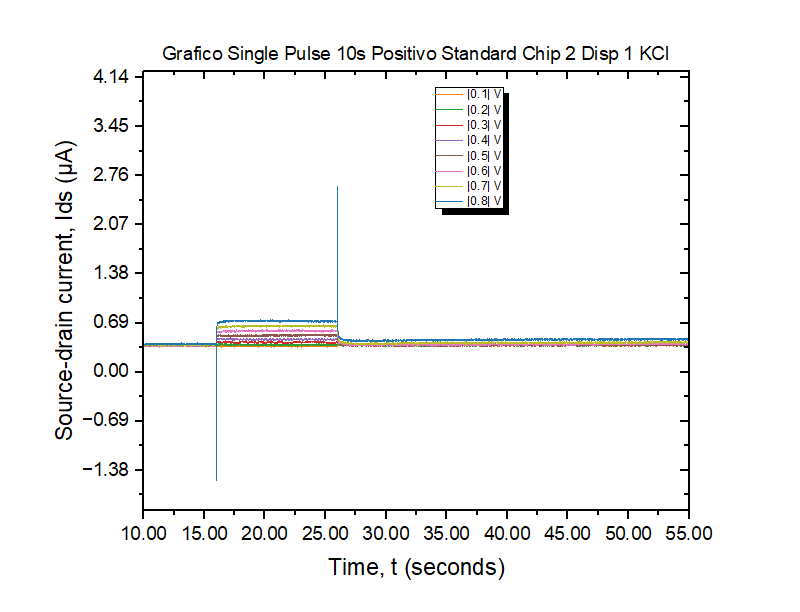 Grafico Single Pulse 10s Positivo Standard Chip 2 Disp 1 KCl
|0.1| V
|0.2| V
|0.3| V
|0.4| V
|0.5| V
|0.6| V
|0.7| V
|0.8| V
4.14
3.45
2.76
2.07
1.38
0.69
0.00
−0.69
−1.38
Source-drain current, Ids (µA)
10.00 15.00 20.00 25.00 30.00 35.00 40.00 45.00 50.00 55.00
Time, t (seconds)